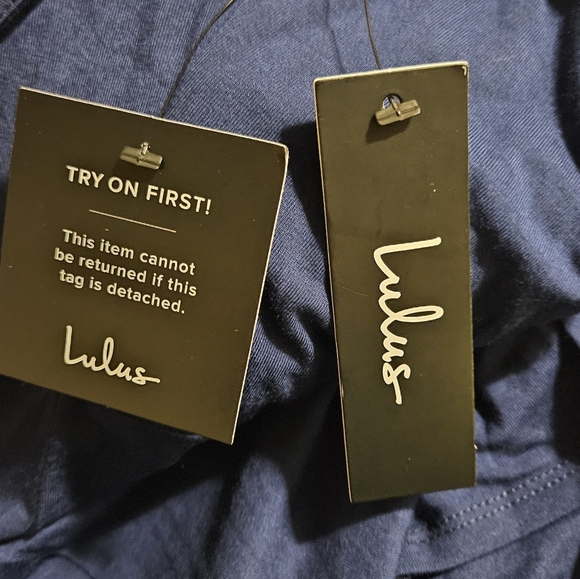 TRY ON FIRST!
This item cannot
be returned if this
tag is detached.
Lulus
Lulus